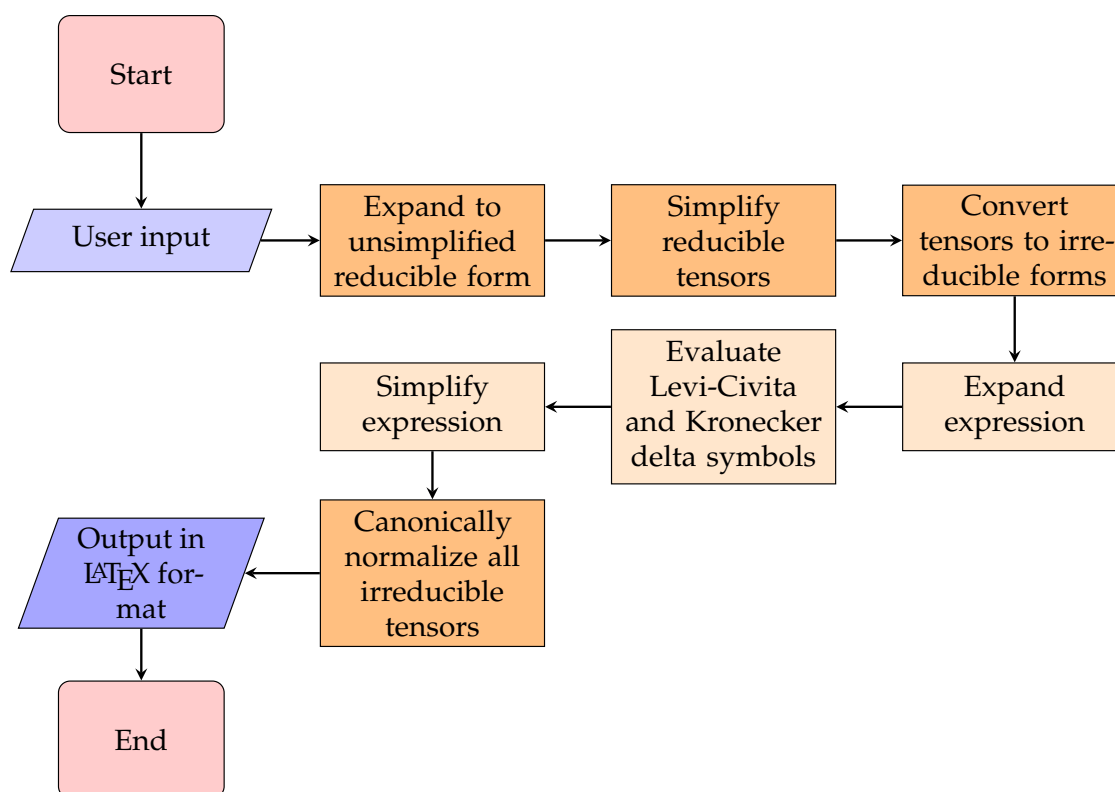 Start
User input
Expand to
unsimplified
reducible form
Simplify
reducible
tensors
Convert
tensors to irre-
ducible forms
Expand
expression
Evaluate
Levi-Civita
and Kronecker
delta symbols
Simplify
expression
Canonically
normalize all
irreducible
tensors
Output in
LATEX for-
mat
End